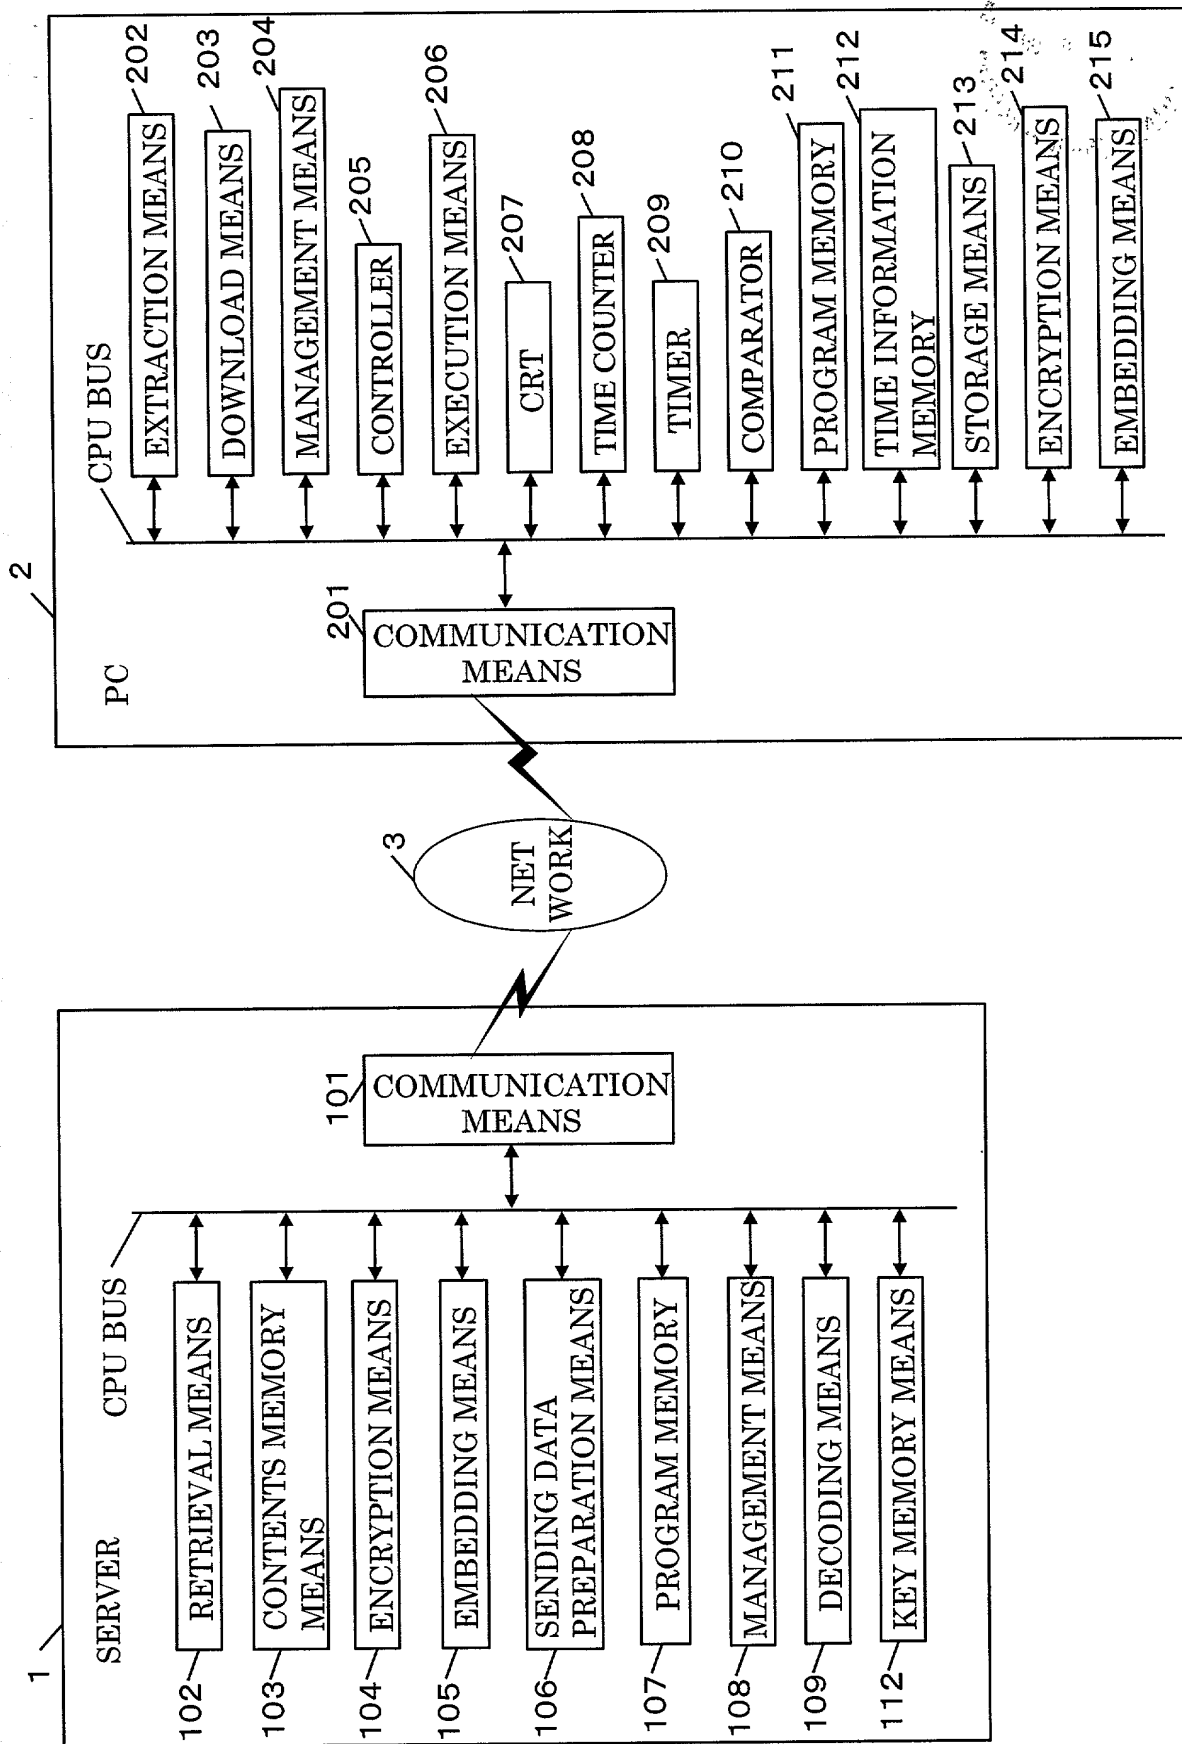 1
SERVER
CPU BUS
102
RETRIEVAL MEANS
103
CONTENTS MEMORY
MEANS
104
ENCRYPTION MEANS
105
EMBEDDING MEANS
106
SENDING DATA
PREPARATION MEANS
107
PROGRAM MEMORY
108
MANAGEMENT MEANS
109
DECODING MEANS
112
KEY MEMORY MEANS
101
COMMUNICATION
MEANS
3
NET
WORK
2
PC
CPU BUS
201
COMMUNICATION
MEANS
EXTRACTION MEANS
202
DOWNLOAD MEANS
203
MANAGEMENT MEANS
204
CONTROLLER
205
EXECUTION MEANS
206
CRT
207
TIME COUNTER
208
TIMER
209
COMPARATOR
210
PROGRAM MEMORY
211
TIME INFORMATION
MEMORY
212
STORAGE MEANS
213
ENCRYPTION MEANS
214
EMBEDDING MEANS
215